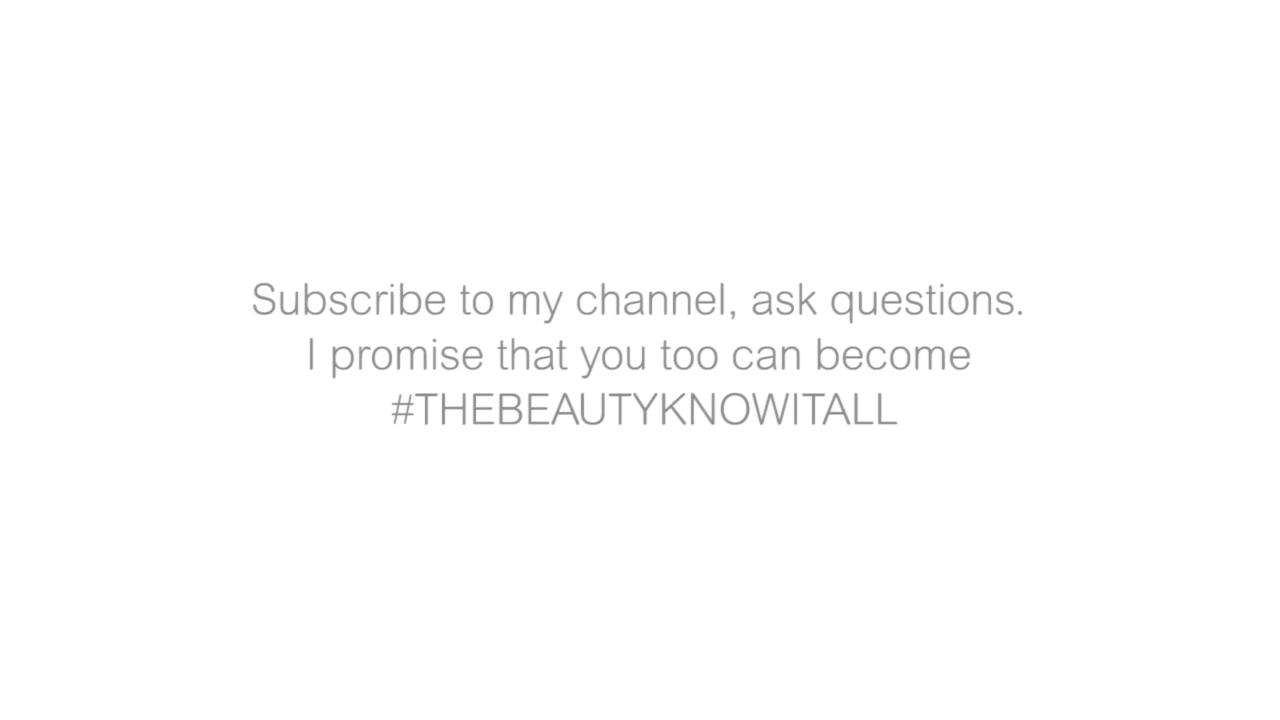 Subscribe to my channel, ask questions.
I promise that you too can become
#THEBEAUTYKNOWITALL